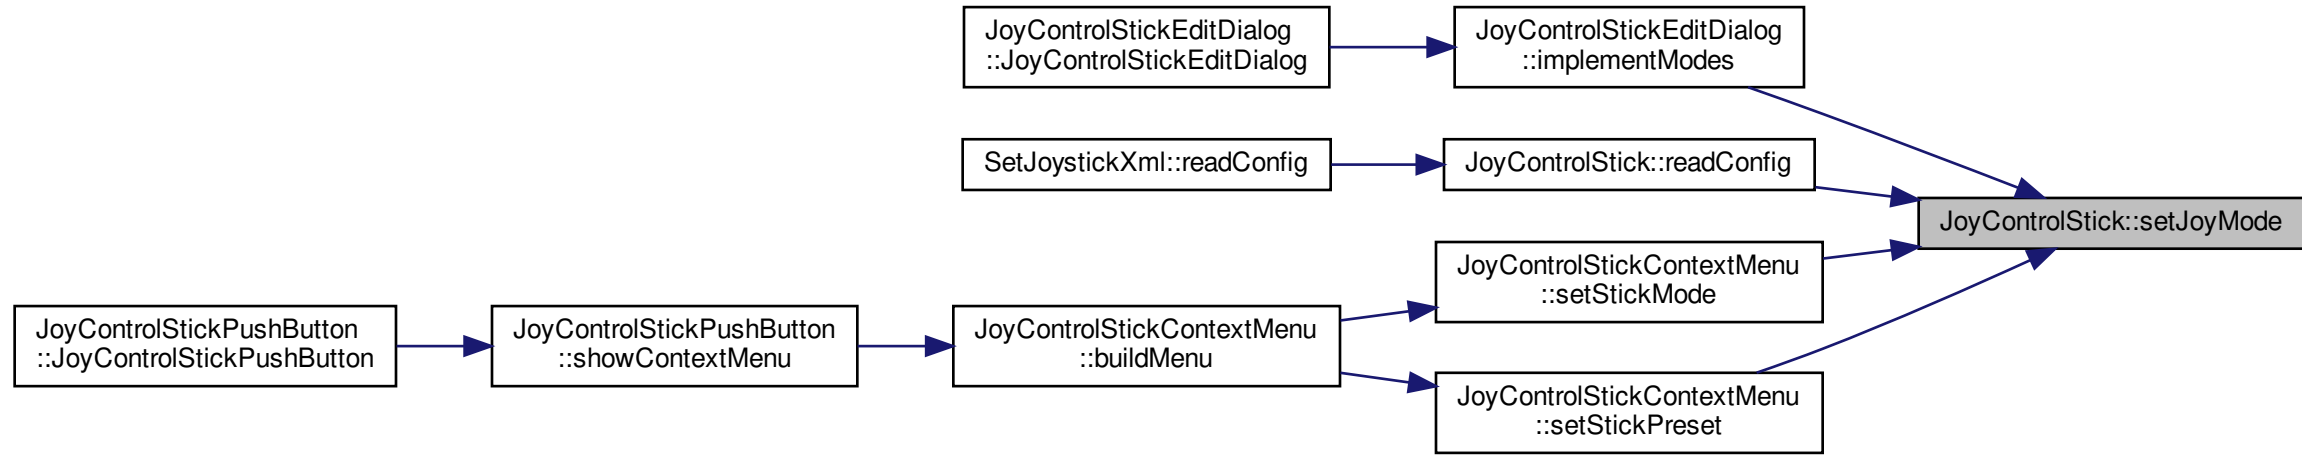 JoyControlStickEditDialog
::JoyControlStickEditDialog
JoyControlStickEditDialog
::implementModes
SetJoystickXml::readConfig
JoyControlStick::readConfig
JoyControlStick::setJoyMode
JoyControlStickContextMenu
::setStickMode
JoyControlStickPushButton
::JoyControlStickPushButton
JoyControlStickPushButton
::showContextMenu
JoyControlStickContextMenu
::buildMenu
JoyControlStickContextMenu
::setStickPreset